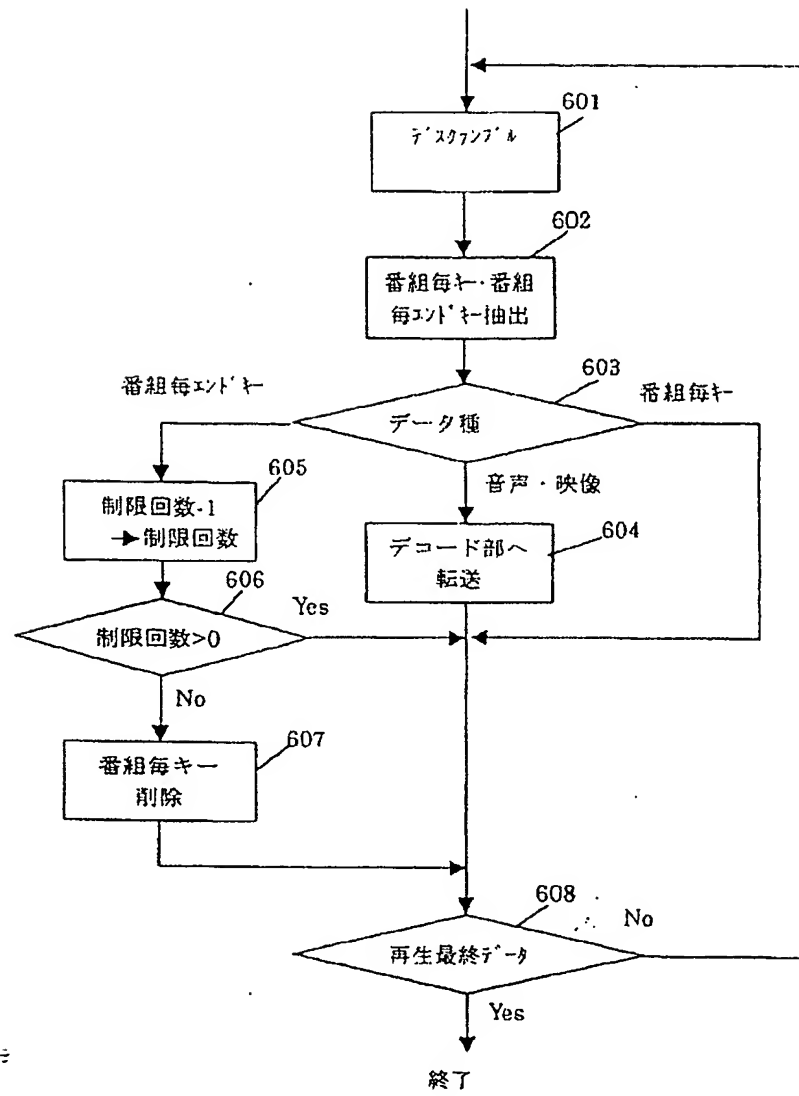 601
ﾃﾞｽｸﾗﾝﾌﾞﾙ
602
番組毎キー・番組
毎ｴﾝﾄﾞｷｰ抽出
603
番組毎ｴﾝﾄﾞｷｰ
番組毎ｷｰ
データ種
605
音声・映像
制限回数-1
→制限回数
604
デコード部へ
転送
606
Yes
制限回数>0
No
607
番組毎キー
削除
608
No
再生最終ﾃﾞｰﾀ
Yes
終了